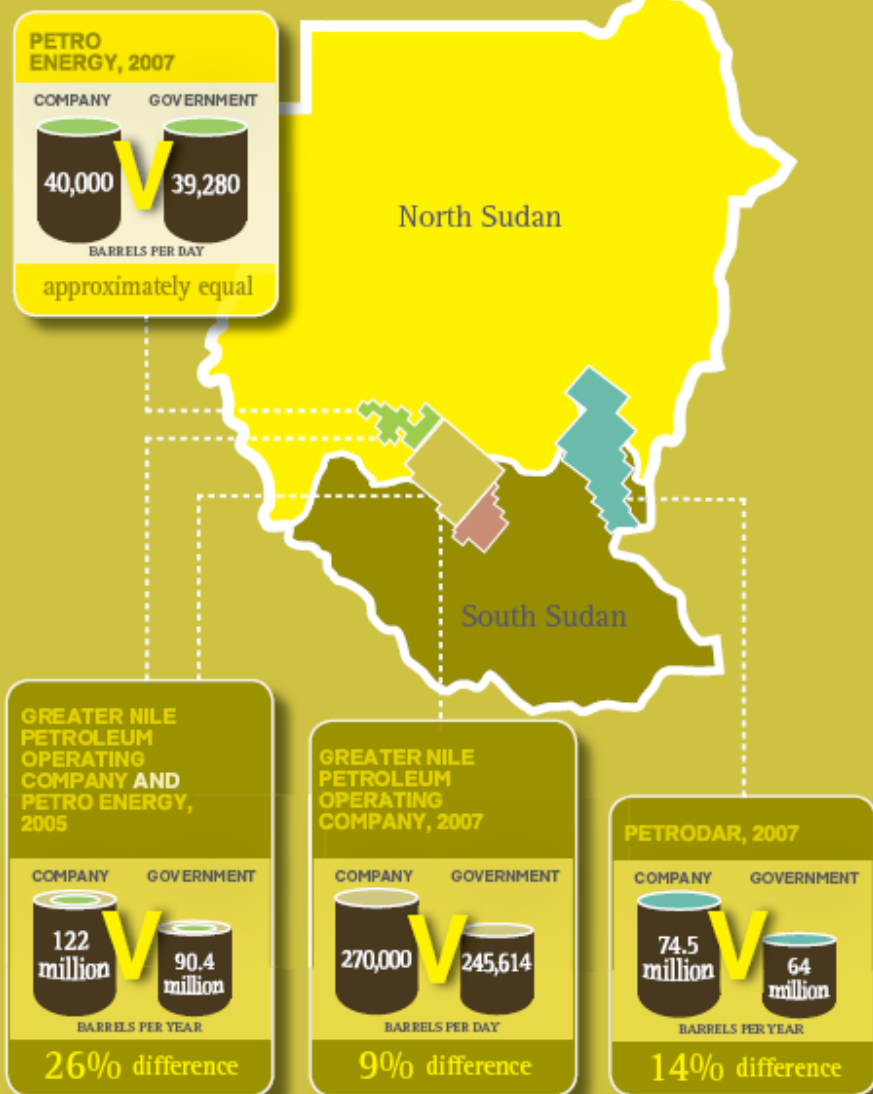 PETRO
ENERGY, 2007
COMPANY GOVERNMENT
40,000 V 39,280
BARRELS PER DAY
approximately equal
North Sudan
South Sudan
GREATER NILE
PETROLEUM
OPERATING
COMPANY AND
PETRO ENERGY,
2005
COMPANY GOVERNMENT
122
million V 90.4
million
BARRELS PER YEAR
26% difference
GREATER NILE
PETROLEUM
OPERATING
COMPANY, 2007
COMPANY GOVERNMENT
270,000 V 245,614
BARRELS PER DAY
9% difference
PETRODAR, 2007
COMPANY GOVERNMENT
74.5
million V 64
million
BARRELS PER YEAR
14% difference